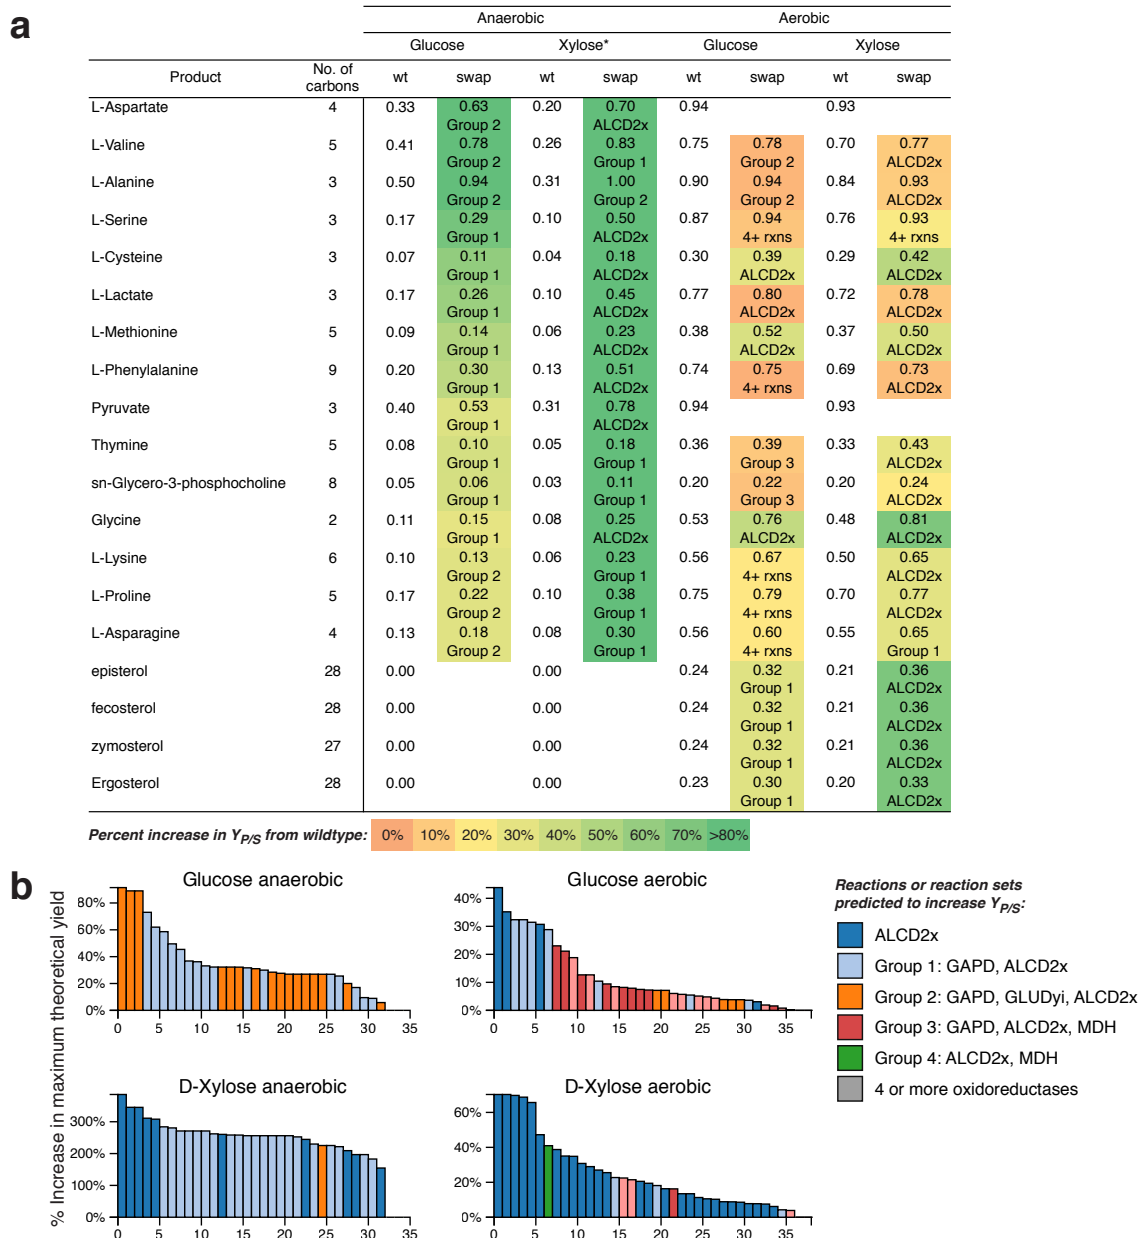 a
Anaerobic Aerobic
Glucose Xylose* Glucose Xylose
Product No. of carbons wt swap wt swap wt swap wt swap
L-Aspartate 4 0.33 0.63 0.20 0.70 0.94 0.93
Group 2 ALCD2x
L-Valine 5 0.41 0.78 0.26 0.83 0.75 0.78 0.70 0.77
Group 2 Group 1 Group 2 ALCD2x
L-Alanine 3 0.50 0.94 0.31 1.00 0.90 0.94 0.84 0.93
Group 2 Group 2 Group 2 ALCD2x
L-Serine 3 0.17 0.29 0.10 0.50 0.87 0.94 0.76 0.93
Group 1 ALCD2x 4+ rxns 4+ rxns
L-Cysteine 3 0.07 0.11 0.04 0.18 0.30 0.39 0.29 0.42
Group 1 ALCD2x ALCD2x ALCD2x
L-Lactate 3 0.17 0.26 0.10 0.45 0.77 0.80 0.72 0.78
Group 1 ALCD2x ALCD2x ALCD2x
L-Methionine 5 0.09 0.14 0.06 0.23 0.38 0.52 0.37 0.50
Group 1 ALCD2x ALCD2x ALCD2x
L-Phenylalanine 9 0.20 0.30 0.13 0.51 0.74 0.75 0.69 0.73
Group 1 ALCD2x 4+ rxns ALCD2x
Pyruvate 3 0.40 0.53 0.31 0.78 0.94 0.93
Group 1 ALCD2x
Thymine 5 0.08 0.10 0.05 0.18 0.36 0.39 0.33 0.43
Group 1 Group 1 Group 3 ALCD2x
sn-Glycero-3-phosphocholine 8 0.05 0.06 0.03 0.11 0.20 0.22 0.20 0.24
Group 1 Group 1 Group 3 ALCD2x
Glycine 2 0.11 0.15 0.08 0.25 0.53 0.76 0.48 0.81
Group 1 ALCD2x ALCD2x ALCD2x
L-Lysine 6 0.10 0.13 0.06 0.23 0.56 0.67 0.50 0.65
Group 2 Group 1 4+ rxns ALCD2x
L-Proline 5 0.17 0.22 0.10 0.38 0.75 0.79 0.70 0.77
Group 2 Group 1 4+ rxns ALCD2x
L-Asparagine 4 0.13 0.18 0.08 0.30 0.56 0.60 0.55 0.65
Group 2 Group 1 4+ rxns Group 1
episterol 28 0.00 0.00 0.24 0.32 0.21 0.36
Group 1 ALCD2x
fecosterol 28 0.00 0.00 0.24 0.32 0.21 0.36
Group 1 ALCD2x
zymosterol 27 0.00 0.00 0.24 0.32 0.21 0.36
Group 1 ALCD2x
Ergosterol 28 0.00 0.00 0.23 0.30 0.20 0.33
Group 1 ALCD2x
Percent increase in YP/S from wildtype: 0% 10% 20% 30% 40% 50% 60% 70% >80%
b
% Increase in maximum theoretical yield
Glucose anaerobic
80%
60%
40%
20%
0%
0 5 10 15 20 25 30 35
Glucose aerobic
40%
30%
20%
10%
0%
0 5 10 15 20 25 30 35
D-Xylose anaerobic
300%
200%
100%
0%
0 5 10 15 20 25 30 35
D-Xylose aerobic
60%
40%
20%
0%
0 5 10 15 20 25 30 35
Reactions or reaction sets
predicted to increase YP/S:
ALCD2x
Group 1: GAPD, ALCD2x
Group 2: GAPD, GLUDyi, ALCD2x
Group 3: GAPD, ALCD2x, MDH
Group 4: ALCD2x, MDH
4 or more oxidoreductases